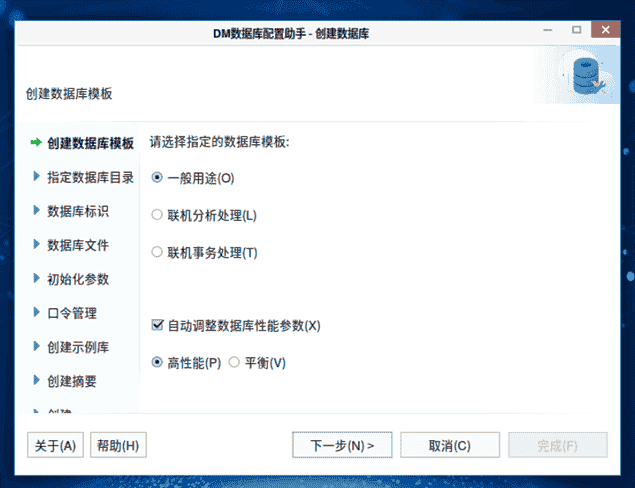 DM数据库配置助手 - 创建数据库
创建数据库模板
创建数据库模板
指定数据库目录
数据库标识
数据库文件
初始化参数
口令管理
创建示例库
创建摘要
创建
请选择指定的数据库模板:
一般用途(O)
联机分析处理(L)
联机事务处理(T)
自动调整数据库性能参数(X)
高性能(P) 平衡(V)
关于(A) 帮助(H) 下一步(N) > 取消(C) 完成(F)